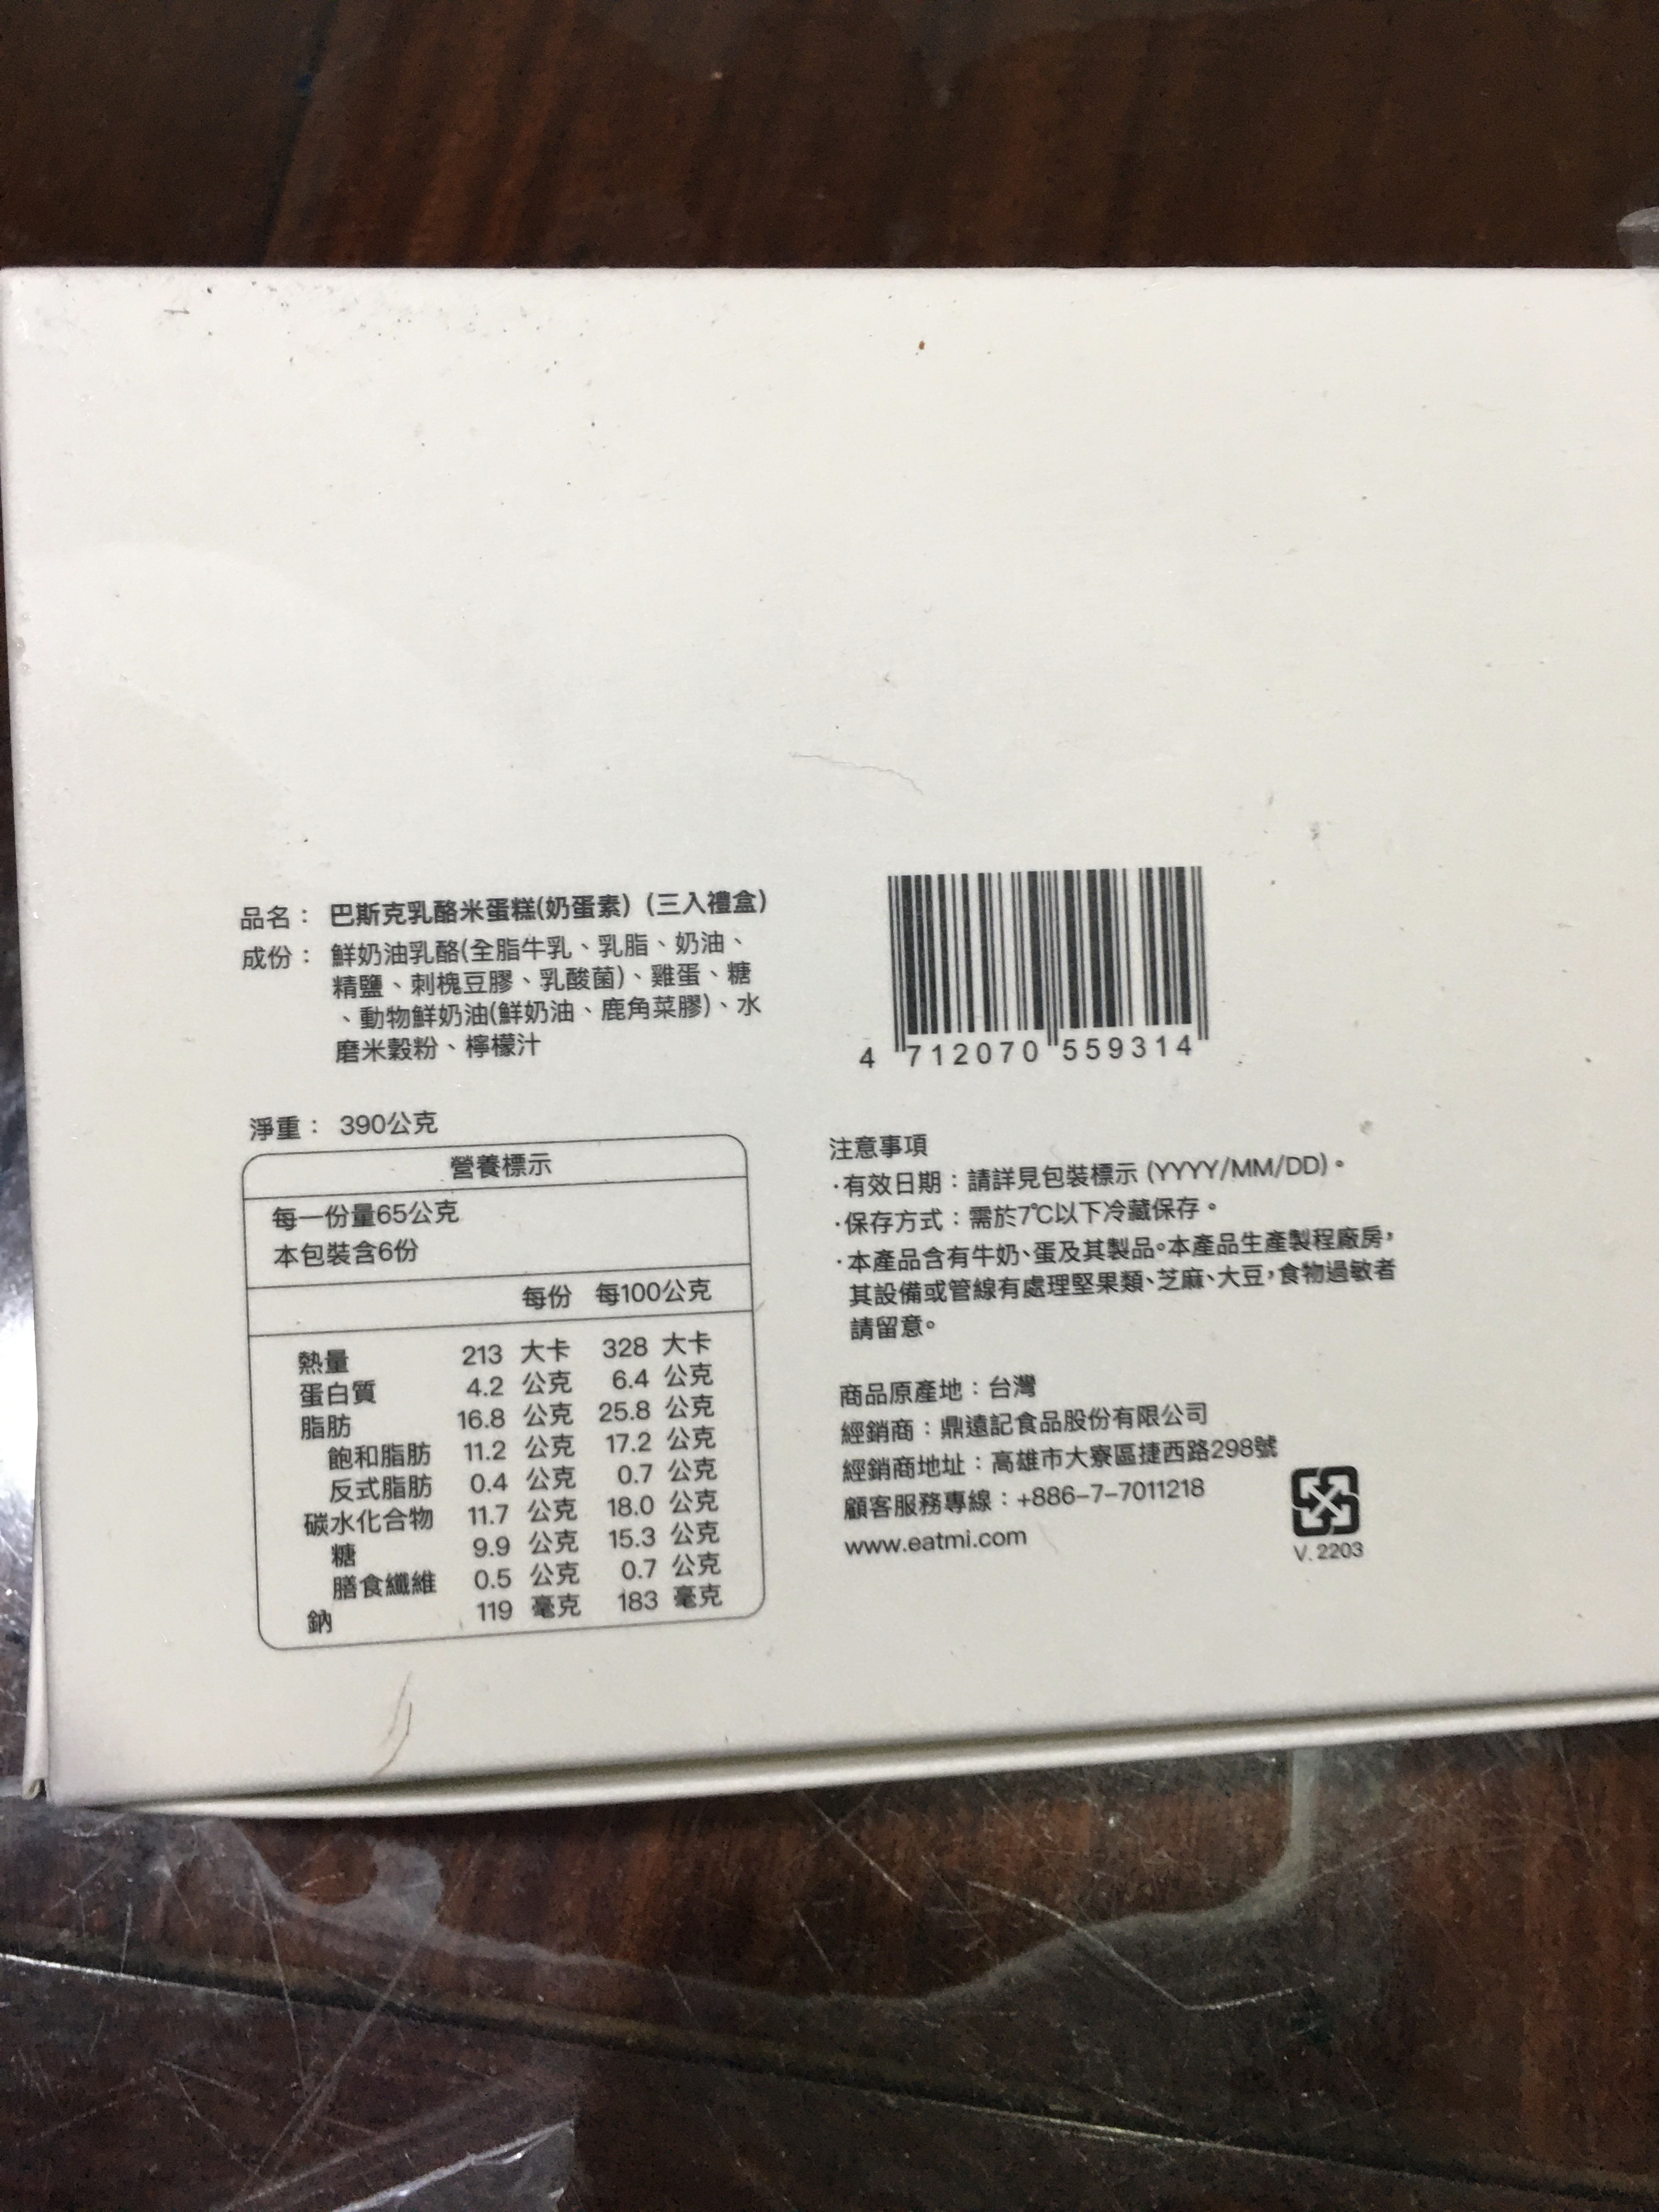 品名： 巴斯克乳酪米蛋糕(奶蛋素) (三入禮盒)
成份： 鮮奶油乳酪(全脂牛乳、乳脂、奶油、
精鹽、刺槐豆膠、乳酸菌)、雞蛋、糖
、動物鮮奶油(鮮奶油、鹿角菜膠)、水
磨米穀粉、檸檬汁
淨重： 390公克
營養標示
每一份量65公克
本包裝含6份
每份 每100公克
熱量 213 大卡 328 大卡
蛋白質 4.2 公克 6.4 公克
脂肪 16.8 公克 25.8 公克
飽和脂肪 11.2 公克 17.2 公克
反式脂肪 0.4 公克 0.7 公克
碳水化合物 11.7 公克 18.0 公克
糖 9.9 公克 15.3 公克
膳食纖維 0.5 公克 0.7 公克
鈉 119 毫克 183 毫克
4 712070 559314
注意事項
·有效日期：請詳見包裝標示 (YYYY/MM/DD)。
·保存方式：需於7℃以下冷藏保存。
·本產品含有牛奶、蛋及其製品。本產品生產製程廠房，
其設備或管線有處理堅果類、芝麻、大豆，食物過敏者
請留意。
商品原產地：台灣
經銷商：鼎遠記食品股份有限公司
經銷商地址：高雄市大寮區捷西路298號
顧客服務專線：+886-7-7011218
www.eatmi.com
V. 2203